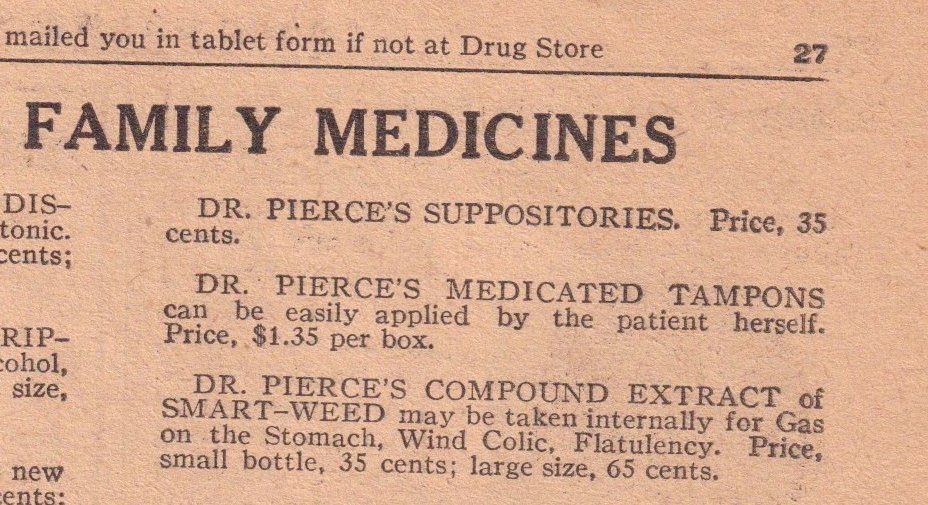 mailed you in tablet form if not at Drug Store 27
FAMILY MEDICINES
DIS-
tonic.
cents;
RIP-
cohol,
size,
new
cents:
DR. PIERCE'S SUPPOSITORIES. Price, 35
cents.
DR. PIERCE'S MEDICATED TAMPONS
can be easily applied by the patient herself.
Price, $1.35 per box.
DR. PIERCE'S COMPOUND EXTRACT of
SMART-WEED may be taken internally for Gas
on the Stomach, Wind Colic, Flatulency. Price,
small bottle, 35 cents; large size, 65 cents.